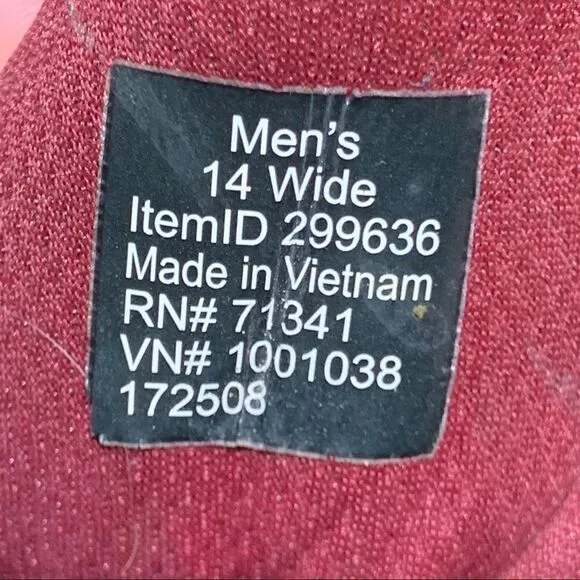 Men's
14 Wide
ItemID 299636
Made in Vietnam
RN# 71341
VN# 1001038
172508